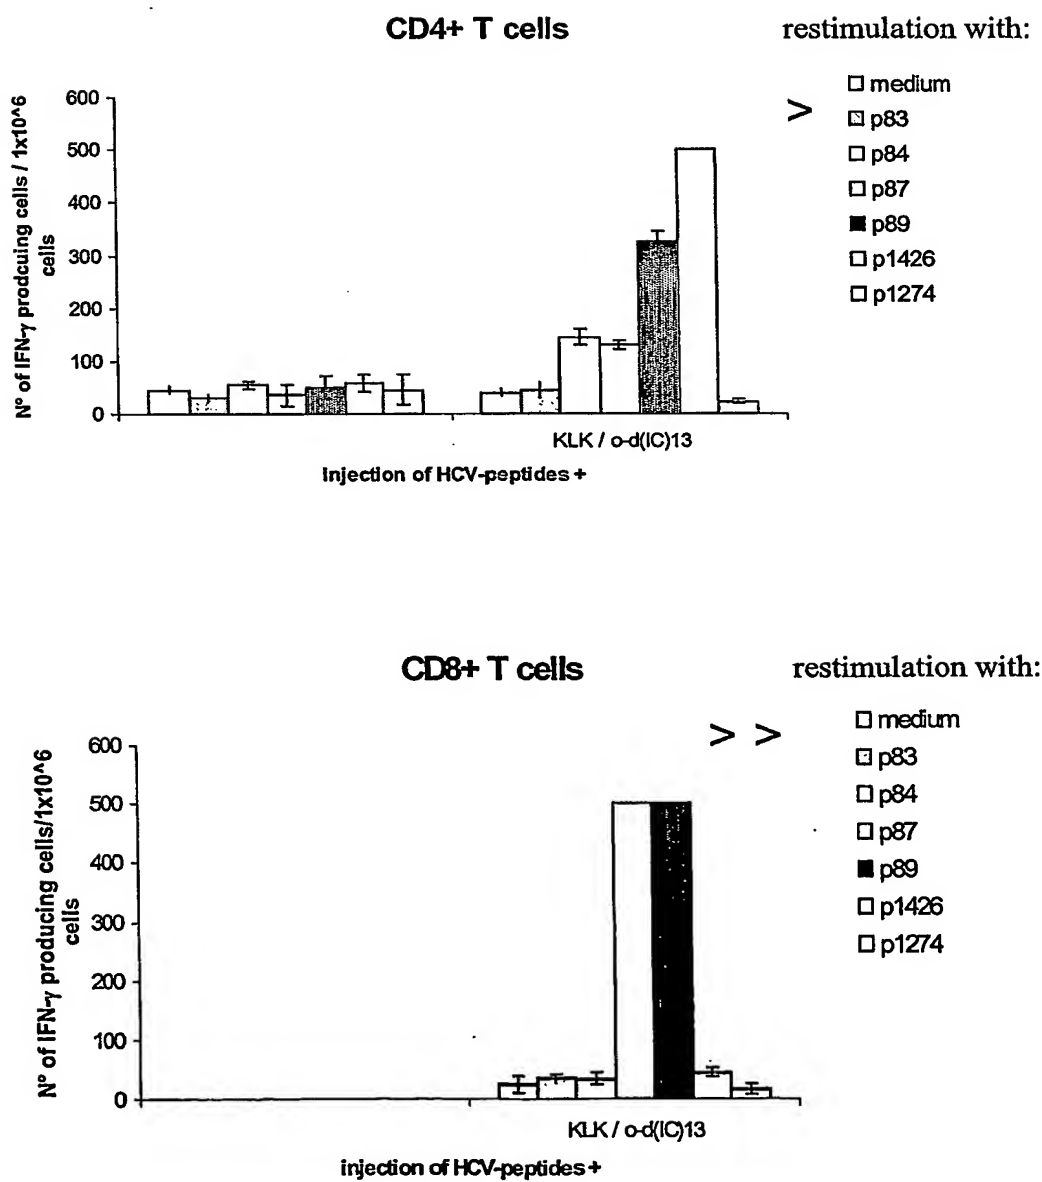 CD4+ T cells
restimulation with:
>
medium
p83
p84
p87
p89
p1426
p1274
600
500
400
300
200
100
0
N° of IFN-γ prodcuing cells / 1x10^6
cells
KLK / o-d(IC)13
Injection of HCV-peptides +
CD8+ T cells
restimulation with:
> >
medium
p83
p84
p87
p89
p1426
p1274
600
500
400
300
200
100
0
N° of IFN-γ producing cells/1x10^6
cells
KLK / o-d(IC)13
injection of HCV-peptides +